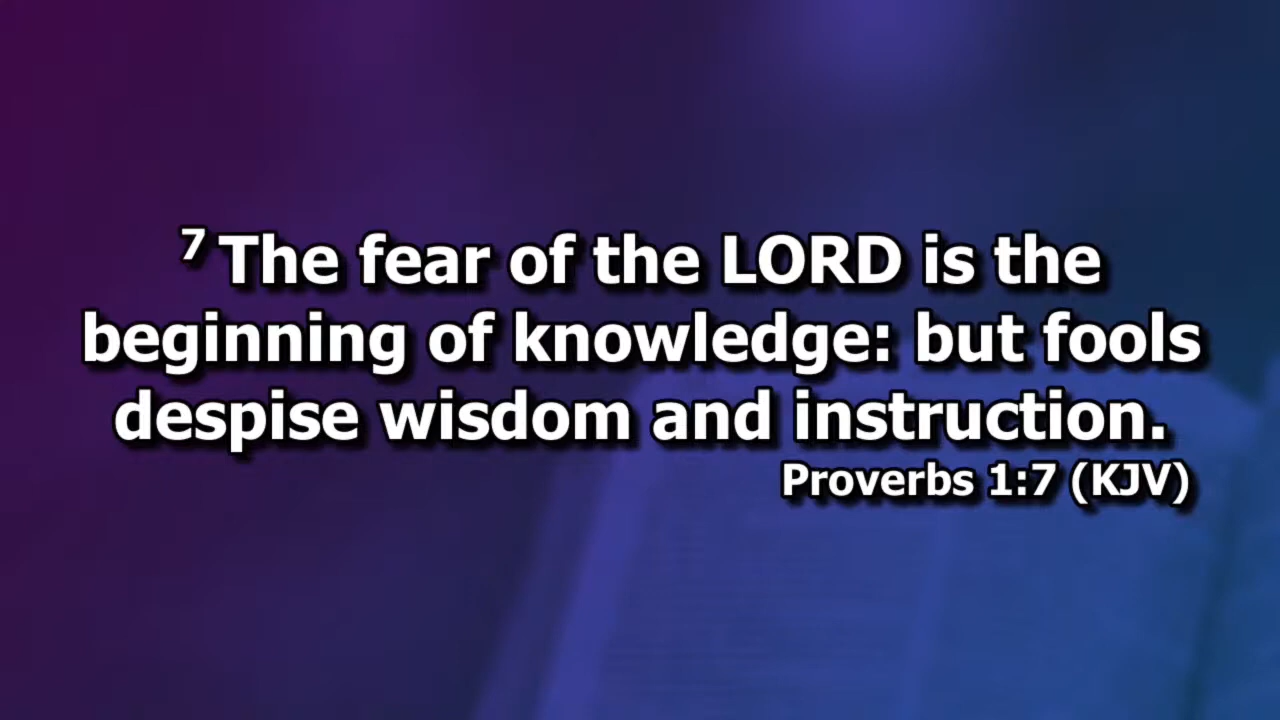 7 The fear of the LORD is the
beginning of knowledge: but fools
despise wisdom and instruction.
Proverbs 1:7 (KJV)